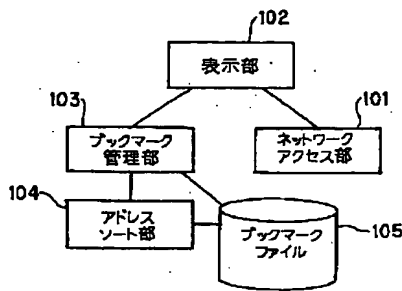 102
表示部
103
ブックマーク
管理部
101
ネットワーク
アクセス部
104
アドレス
ソート部
ブックマーク
ファイル
105